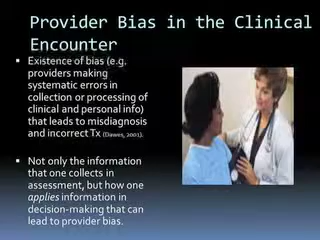 Provider Bias in the Clinical
Encounter
Existence of bias (e.g.
providers making
systematic errors in
collection or processing of
clinical and personal info)
that leads to misdiagnosis
and incorrect Tx (Dawes, 2001).
Not only the information
that one collects in
assessment, but how one
applies information in
decision-making that can
lead to provider bias.